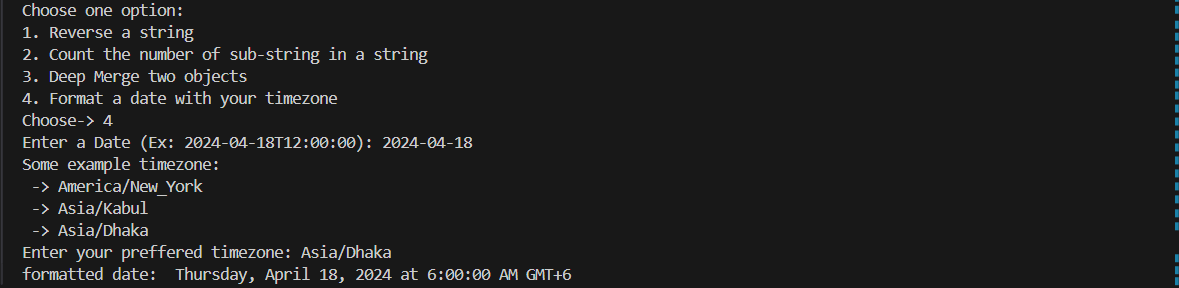 Choose one option:
1. Reverse a string
2. Count the number of sub-string in a string
3. Deep Merge two objects
4. Format a date with your timezone
Choose-> 4
Enter a Date (Ex: 2024-04-18T12:00:00): 2024-04-18
Some example timezone:
-> America/New_York
-> Asia/Kabul
-> Asia/Dhaka
Enter your preffered timezone: Asia/Dhaka
formatted date:  Thursday, April 18, 2024 at 6:00:00 AM GMT+6